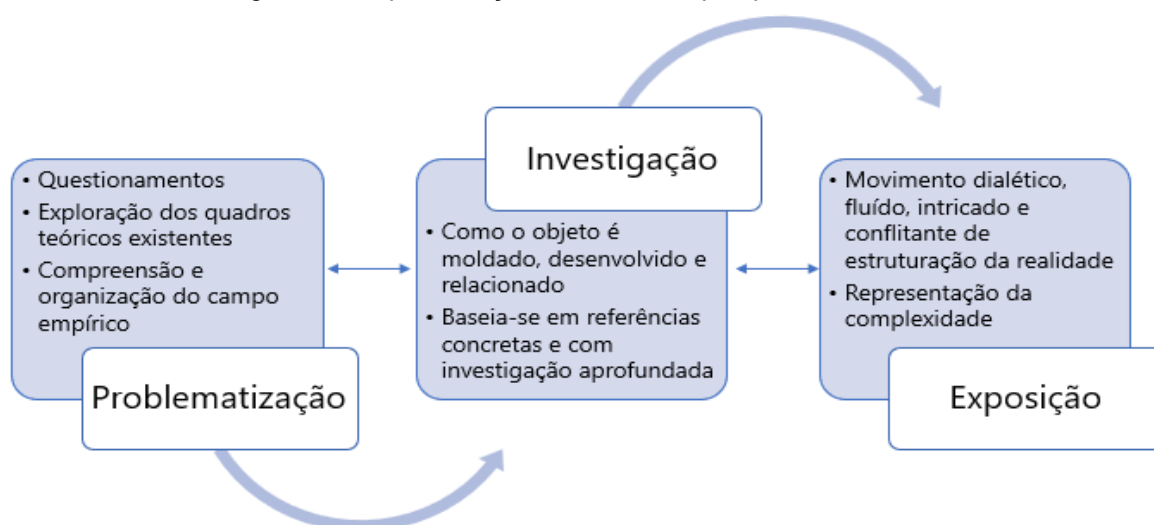 • Questionamentos
• Exploração dos quadros
teóricos existentes
• Compreensão e
organização do campo
empírico
Problematização
Investigação
• Como o objeto é
moldado, desenvolvido e
relacionado
• Baseia-se em referências
concretas e com
investigação aprofundada
• Movimento dialético,
fluído, intricado e
conflitante de
estruturação da realidade
• Representação da
complexidade
Exposição